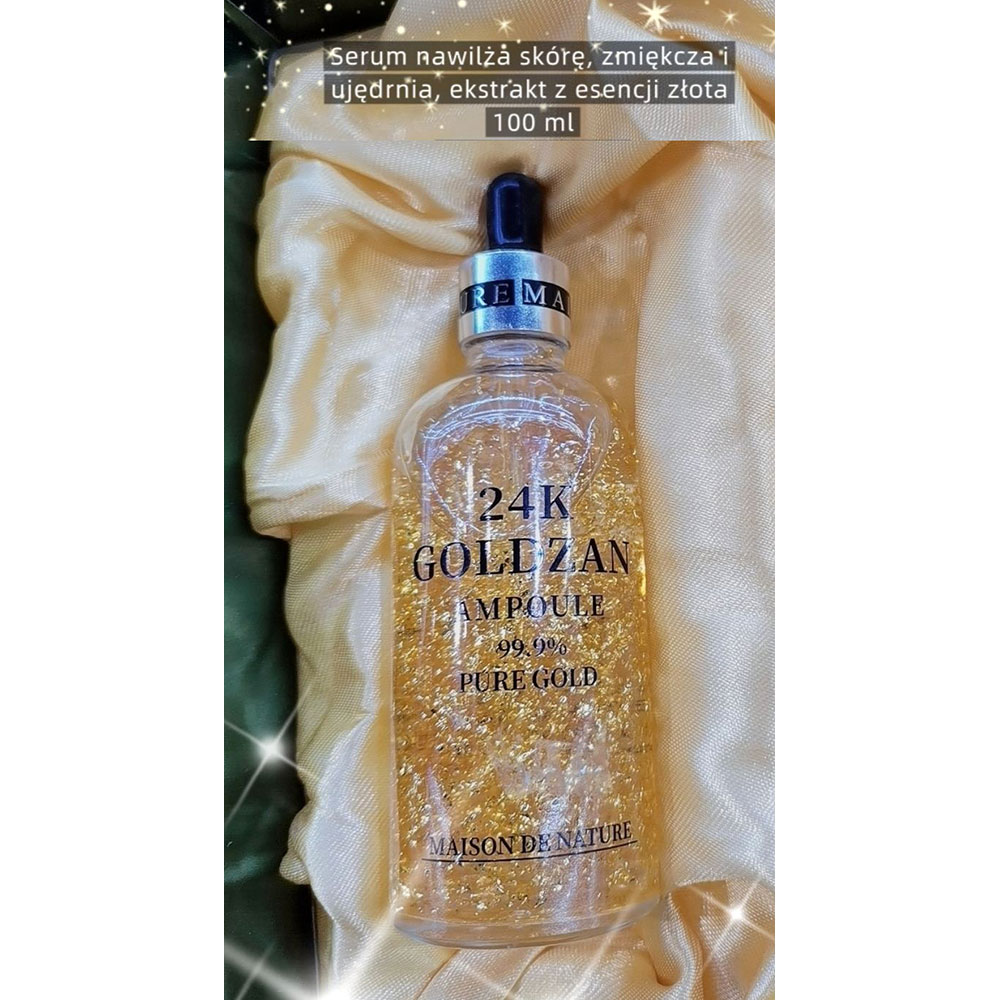 Serum nawilża skórę, zmiękcza i
ujędrnia, ekstrakt z esencji złota
100 ml
URE MA
24K
GOLDZAN
AMPOULE
99.9%
PURE GOLD
MAISON DE NATURE